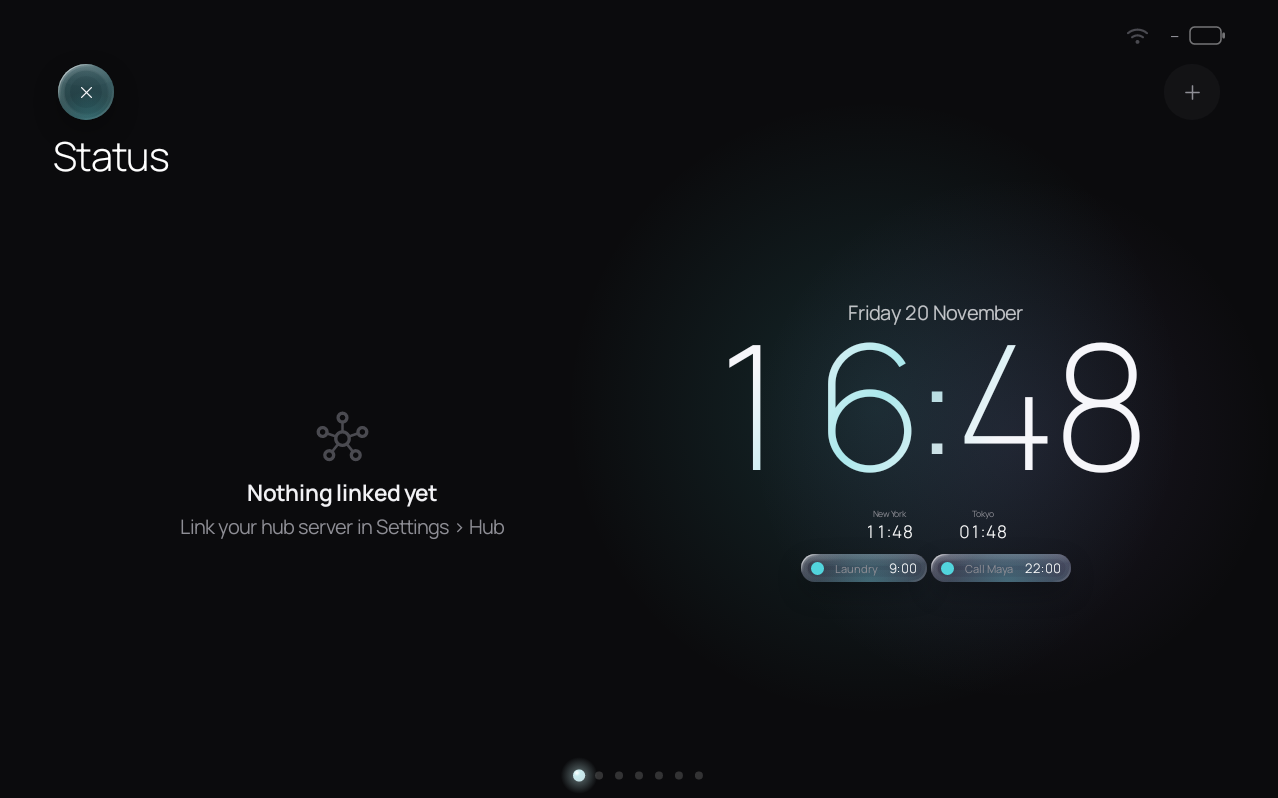 –
Status
Friday 20 November
16:48
New York
Tokyo
11:48
01:48
Nothing linked yet
Link your hub server in Settings > Hub
Laundry 9:00
Call Maya 22:00